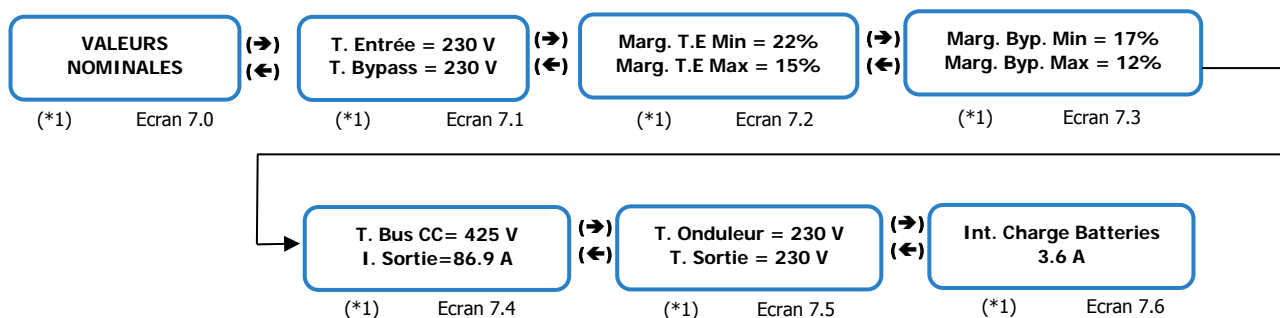 VALEURS
NOMINALES
(→)
(←)
T. Entrée = 230 V
T. Bypass = 230 V
(→)
(←)
Marg. T.E Min = 22%
Marg. T.E Max = 15%
(→)
(←)
Marg. Byp. Min = 17%
Marg. Byp. Max = 12%
(*1) Ecran 7.0
(*1) Ecran 7.1
(*1) Ecran 7.2
(*1) Ecran 7.3
T. Bus CC= 425 V
I. Sortie=86.9 A
(→)
(←)
T. Onduleur = 230 V
T. Sortie = 230 V
(→)
(←)
Int. Charge Batteries
3.6 A
(*1) Ecran 7.4
(*1) Ecran 7.5
(*1) Ecran 7.6